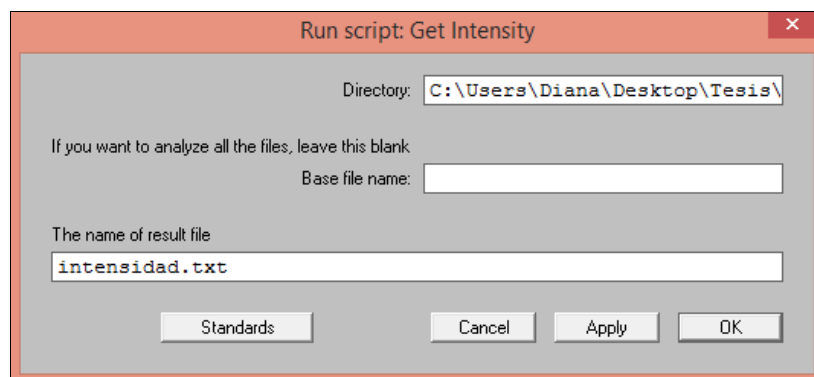 Run script: Get Intensity
Directory: C:\Users\Diana\Desktop\Tesis\
If you want to analyze all the files, leave this blank
Base file name:
The name of result file
intensidad.txt
Standards Cancel Apply OK